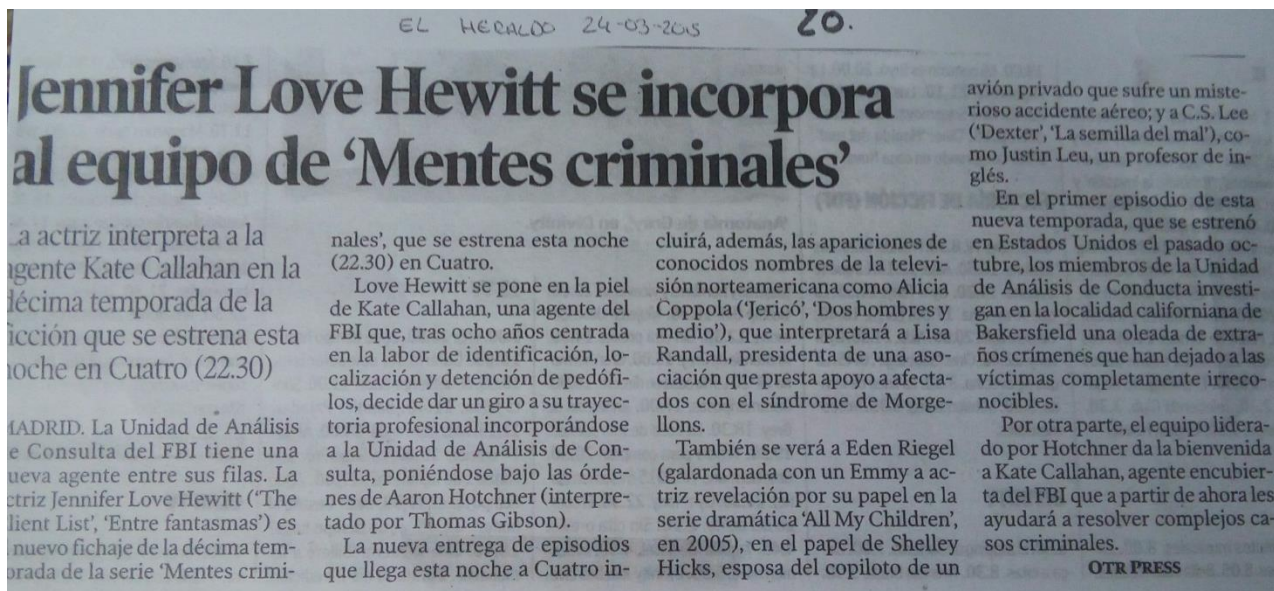 EL HERALDO 24-03-2015 20.
Jennifer Love Hewitt se incorpora
al equipo de ‘Mentes criminales’
La actriz interpreta a la
agente Kate Callahan en la
décima temporada de la
ficción que se estrena esta
noche en Cuatro (22.30)
MADRID. La Unidad de Análisis
de Consulta del FBI tiene una
nueva agente entre sus filas. La
actriz Jennifer Love Hewitt (‘The
Client List’, ‘Entre fantasmas’) es
el nuevo fichaje de la décima tem-
porada de la serie ‘Mentes crimi-
nales’, que se estrena esta noche
(22.30) en Cuatro.
Love Hewitt se pone en la piel
de Kate Callahan, una agente del
FBI que, tras ocho años centrada
en la labor de identificación, lo-
calización y detención de pedófi-
los, decide dar un giro a su trayec-
toria profesional incorporándose
a la Unidad de Análisis de Con-
sulta, poniéndose bajo las órde-
nes de Aaron Hotchner (interpre-
tado por Thomas Gibson).
La nueva entrega de episodios
que llega esta noche a Cuatro in-
cluirá, además, las apariciones de
conocidos nombres de la televi-
sión norteamericana como Alicia
Coppola (‘Jericó’, ‘Dos hombres y
medio’), que interpretará a Lisa
Randall, presidenta de una aso-
ciación que presta apoyo a afecta-
dos con el síndrome de Morge-
llons.
También se verá a Eden Riegel
(galardonada con un Emmy a ac-
triz revelación por su papel en la
serie dramática ‘All My Children’,
en 2005), en el papel de Shelley
Hicks, esposa del copiloto de un
avión privado que sufre un miste-
rioso accidente aéreo; y a C.S. Lee
(‘Dexter’, ‘La semilla del mal’), co-
mo Justin Leu, un profesor de in-
glés.
En el primer episodio de esta
nueva temporada, que se estrenó
en Estados Unidos el pasado oc-
tubre, los miembros de la Unidad
de Análisis de Conducta investi-
gan en la localidad californiana de
Bakersfield una oleada de extra-
ños crímenes que han dejado a las
víctimas completamente irreco-
nocibles.
Por otra parte, el equipo lidera-
do por Hotchner da la bienvenida
a Kate Callahan, agente encubier-
ta del FBI que a partir de ahora les
ayudará a resolver complejos ca-
sos criminales.
OTR PRESS